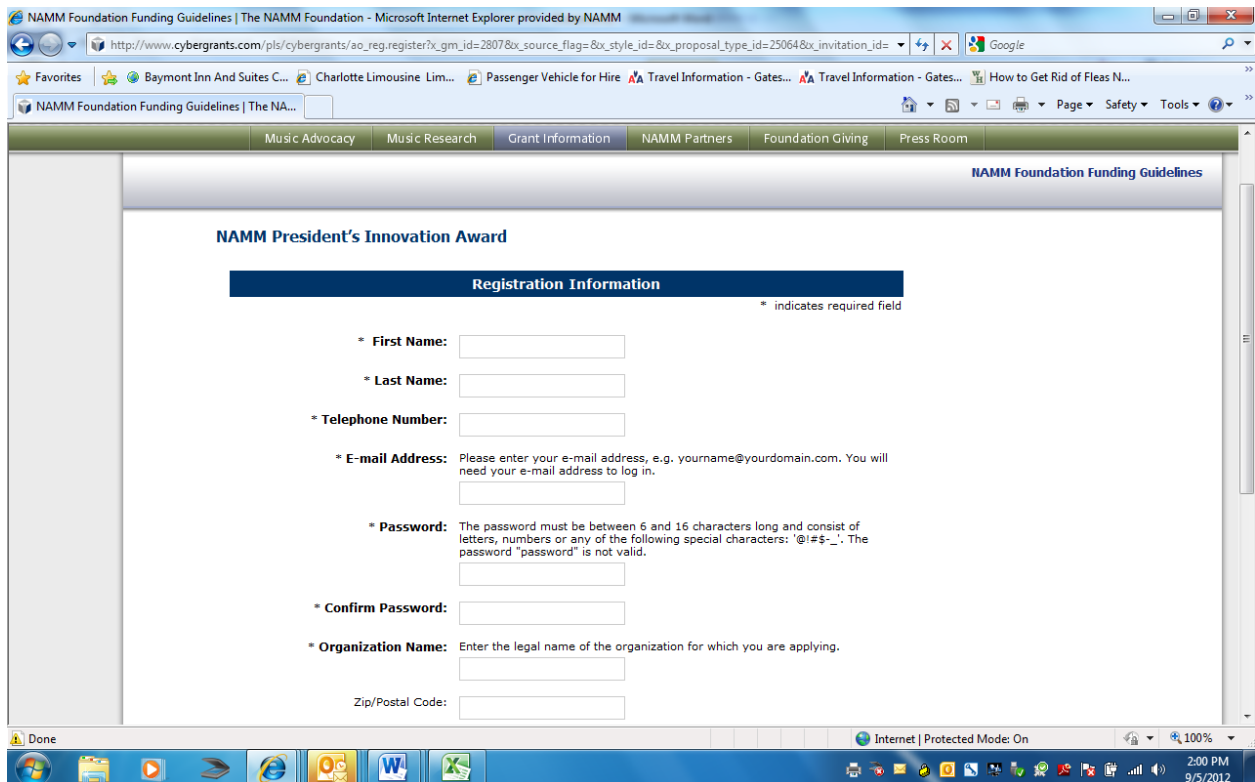 NAMM Foundation Funding Guidelines | The NAMM Foundation - Microsoft Internet Explorer provided by NAMM
http://www.cybergrants.com/pls/cybergrants/ao_reg.register?x_gm_id=2807&x_source_flag=&x_style_id=&x_proposal_type_id=25064&x_invitation_id=
Google
Favorites
Baymont Inn And Suites C...
Charlotte Limousine Lim...
Passenger Vehicle for Hire
Travel Information - Gates...
Travel Information - Gates...
How to Get Rid of Fleas N...
NAMM Foundation Funding Guidelines | The NA...
Page
Safety
Tools
Music Advocacy
Music Research
Grant Information
NAMM Partners
Foundation Giving
Press Room
NAMM Foundation Funding Guidelines
NAMM President's Innovation Award
Registration Information
* indicates required field
* First Name:
* Last Name:
* Telephone Number:
* E-mail Address: Please enter your e-mail address, e.g. yourname@yourdomain.com. You will
need your e-mail address to log in.
* Password: The password must be between 6 and 16 characters long and consist of
letters, numbers or any of the following special characters: '@!#$-_'. The
password "password" is not valid.
* Confirm Password:
* Organization Name: Enter the legal name of the organization for which you are applying.
Zip/Postal Code:
Done
Internet | Protected Mode: On
100%
2:00 PM
9/5/2012